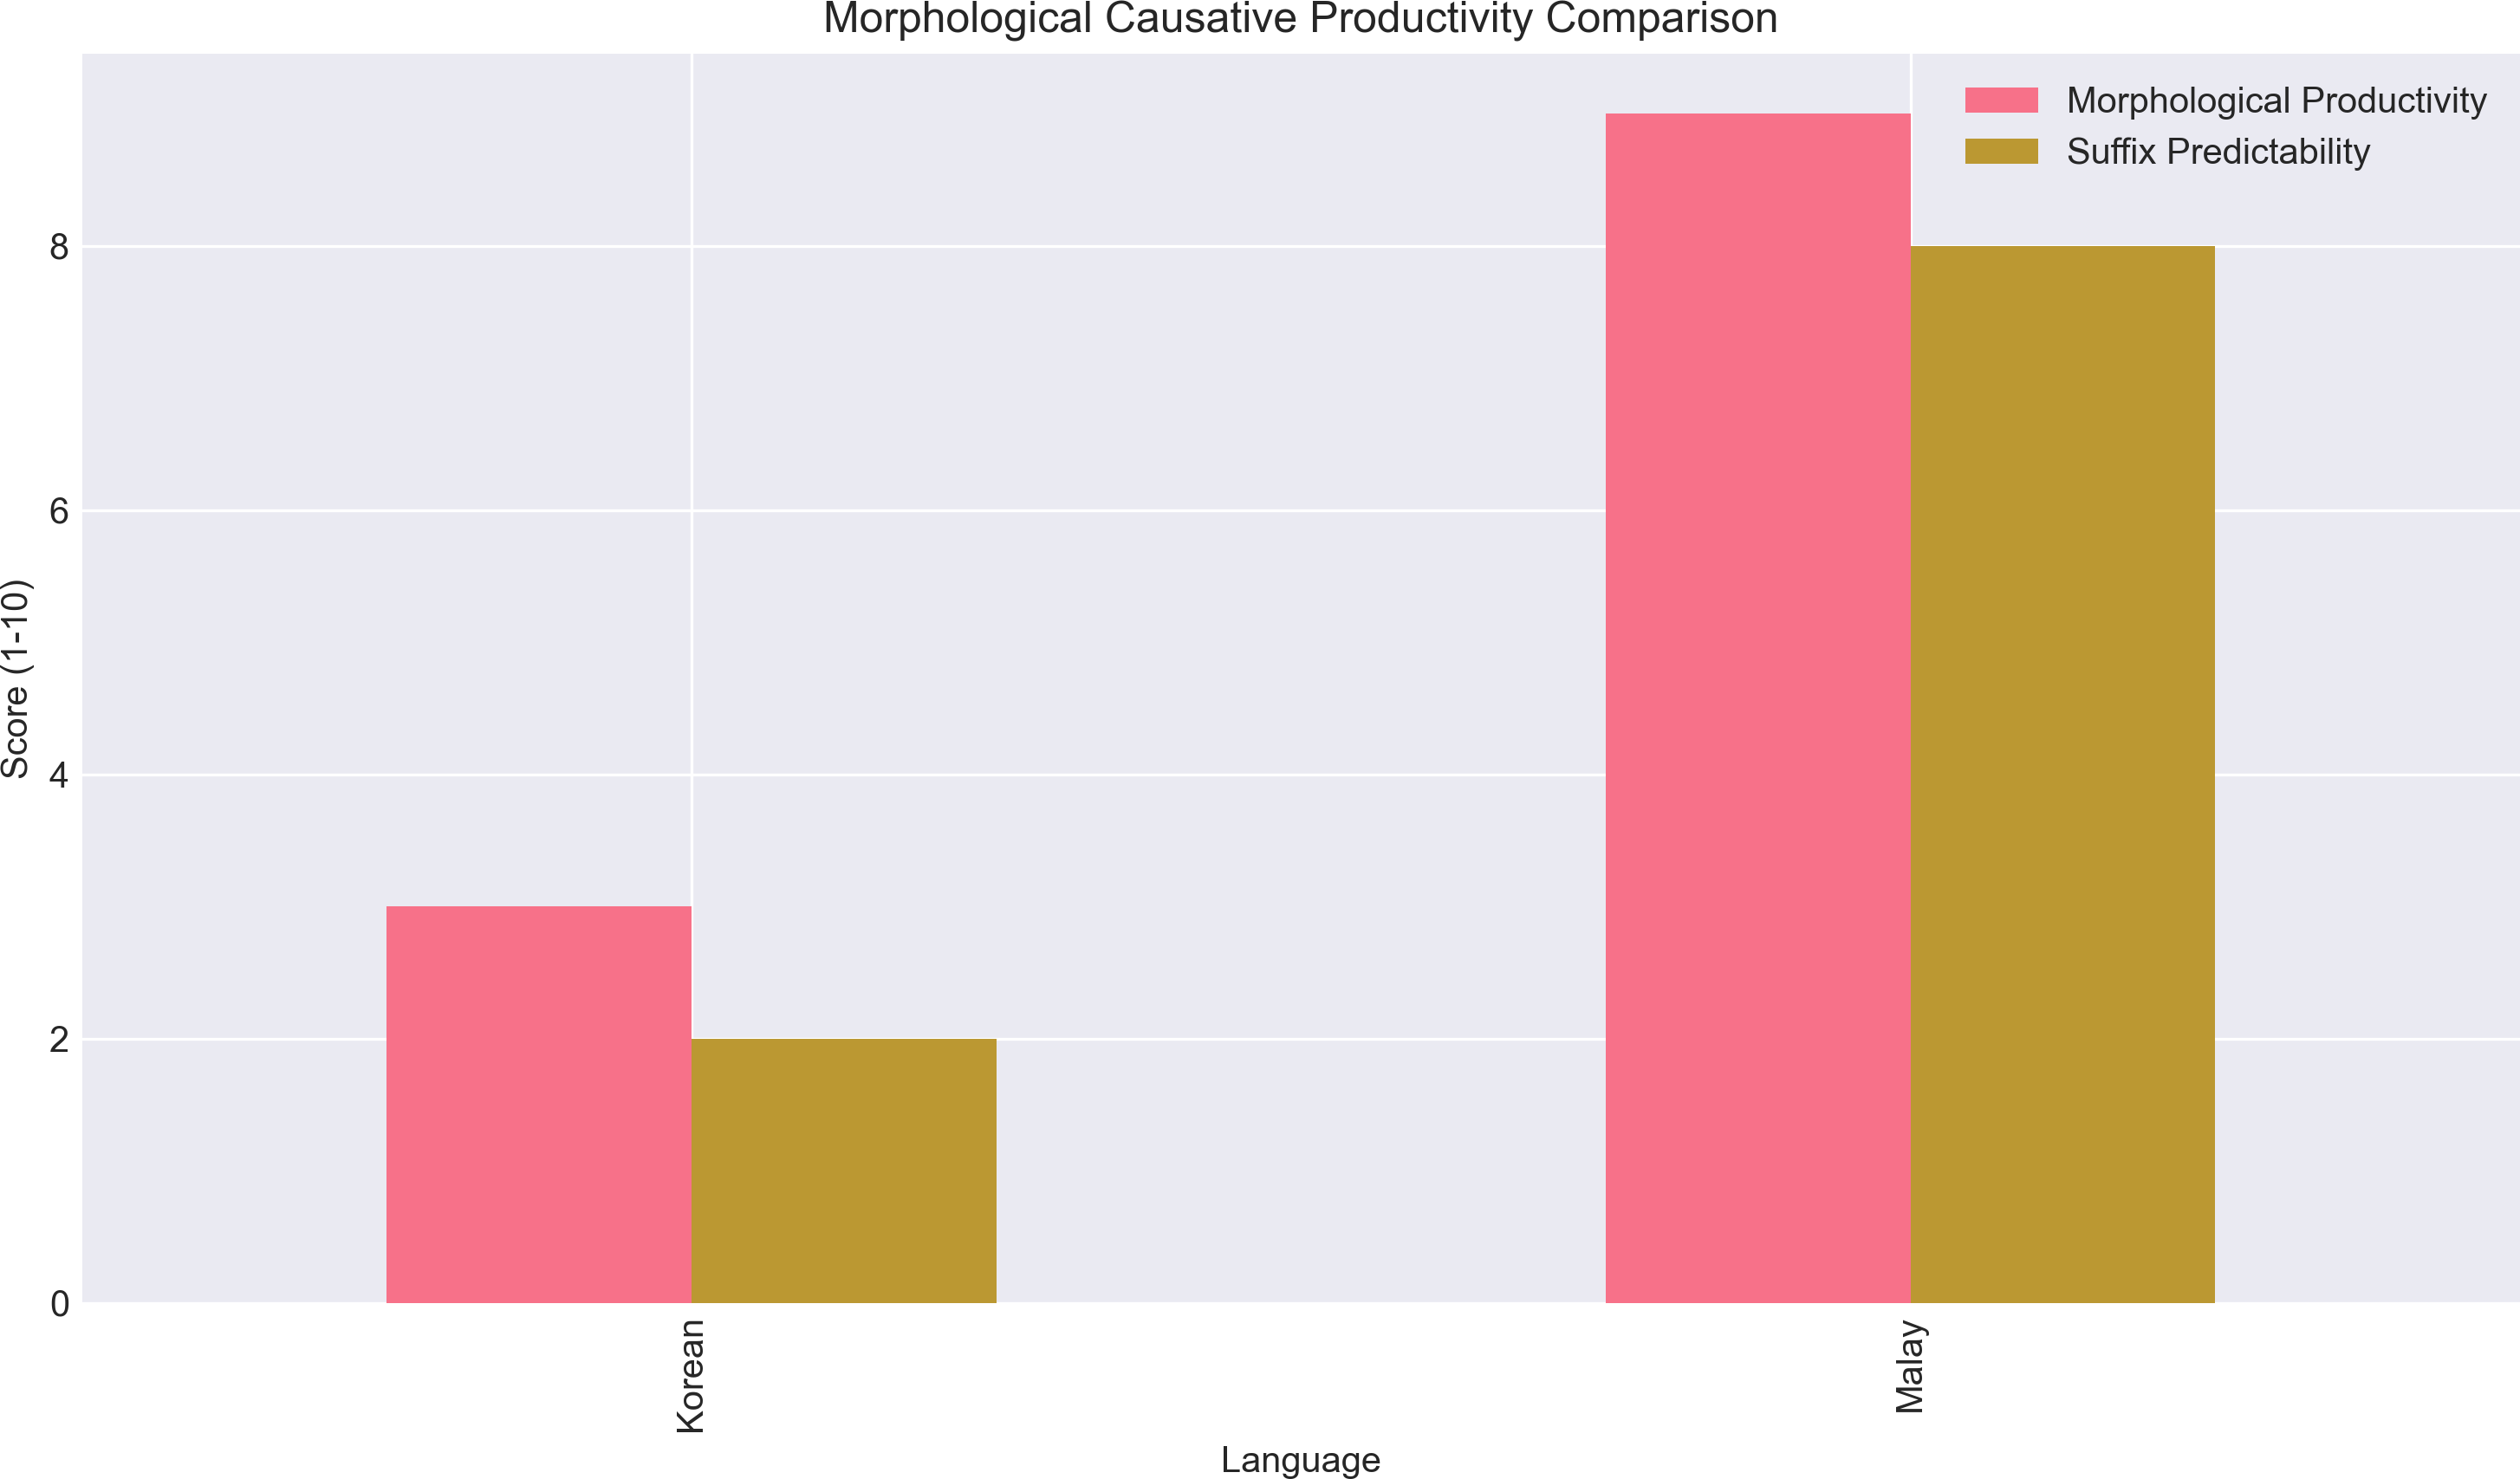 Morphological Causative Productivity Comparison
Morphological Productivity
Suffix Predictability
8
6
4
2
0
Score (1-10)
Korean
Malay
Language